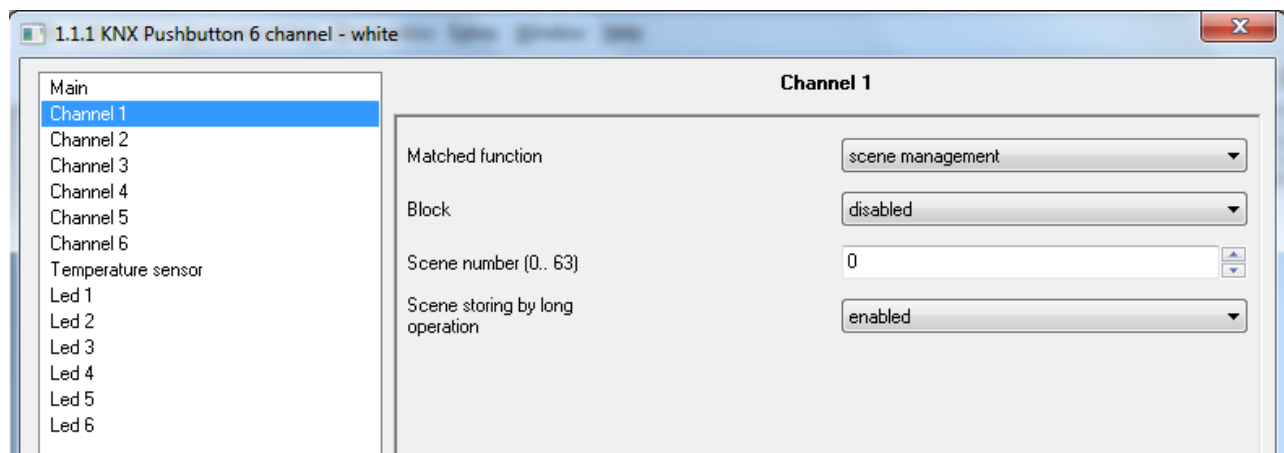 1.1.1 KNX Pushbutton 6 channel - white
Main
Channel 1
Channel 2
Channel 3
Channel 4
Channel 5
Channel 6
Temperature sensor
Led 1
Led 2
Led 3
Led 4
Led 5
Led 6
Channel 1
Matched function
scene management
Block
disabled
Scene number (0.. 63)
0
Scene storing by long
operation
enabled